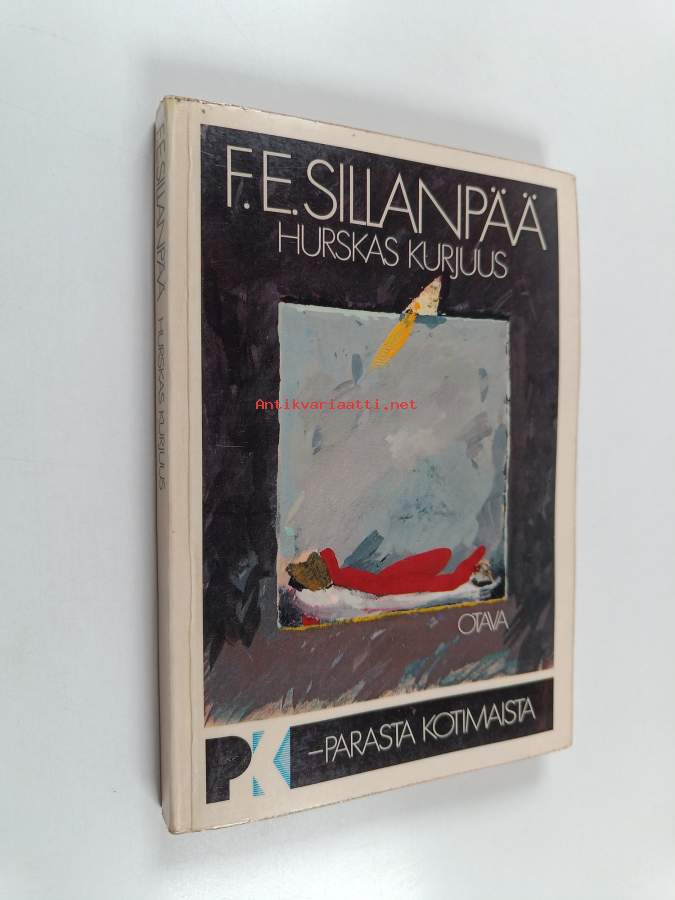 F.E. SILLANPÄÄ
HURSKAS KURJUUS
F.E. SILLANPÄÄ HURSKAS KURJUUS
Antikvariaatti.net
OTAVA
PK –PARASTA KOTIMAISTA